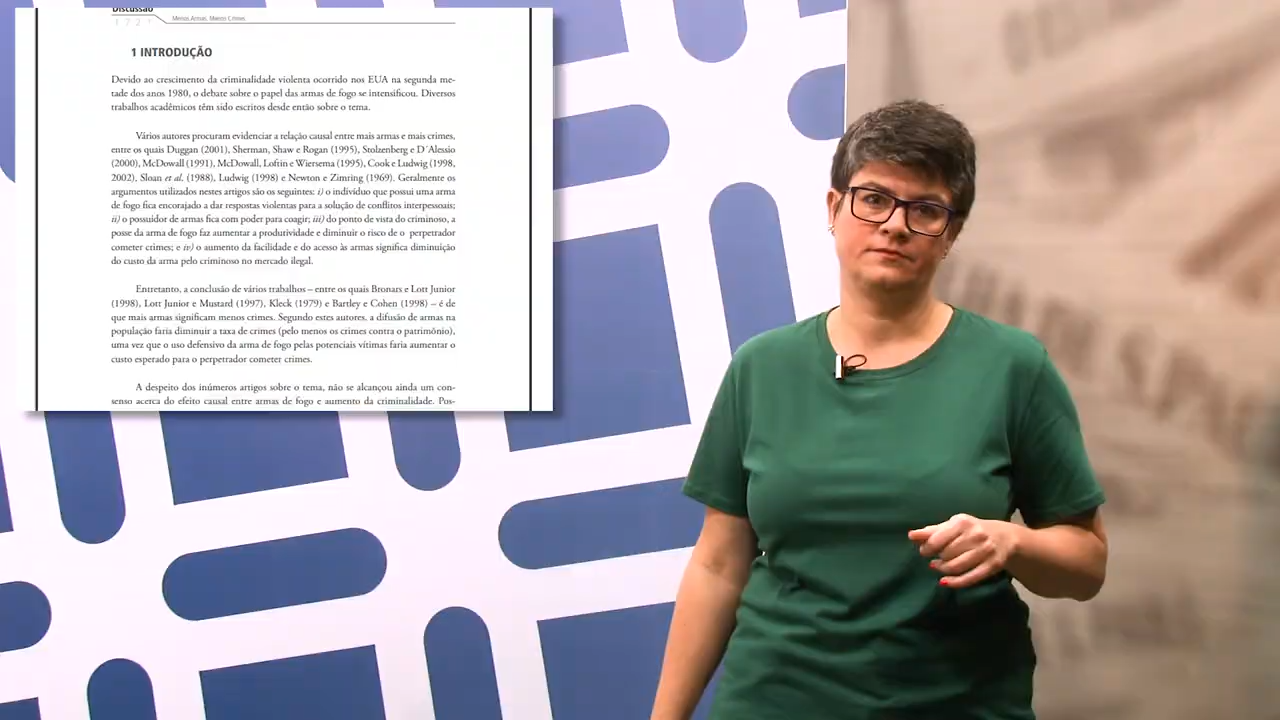 Discussão
1 7 2 1
Menos Armas, Menos Crimes.
1 INTRODUÇÃO
Devido ao crescimento da criminalidade violenta ocorrido nos EUA na segunda me-
tade dos anos 1980, o debate sobre o papel das armas de fogo se intensificou. Diversos
trabalhos acadêmicos têm sido escritos desde então sobre o tema.
Vários autores procuram evidenciar a relação causal entre mais armas e mais crimes,
entre os quais Duggan (2001), Sherman, Shaw e Rogan (1995), Stolzenberg e D´Alessio
(2000), McDowall (1991), McDowall, Loftin e Wiersema (1995), Cook e Ludwig (1998,
2002), Sloan et al. (1988), Ludwig (1998) e Newton e Zimring (1969). Geralmente os
argumentos utilizados nestes artigos são os seguintes: i) o indivíduo que possui uma arma
de fogo fica encorajado a dar respostas violentas para a solução de conflitos interpessoais;
ii) o possuidor de armas fica com poder para coagir; iii) do ponto de vista do criminoso, a
posse da arma de fogo faz aumentar a produtividade e diminuir o risco de o perpetrador
cometer crimes; e iv) o aumento da facilidade e do acesso às armas significa diminuição
do custo da arma pelo criminoso no mercado ilegal.
Entretanto, a conclusão de vários trabalhos – entre os quais Bronars e Lott Junior
(1998), Lott Junior e Mustard (1997), Kleck (1979) e Bartley e Cohen (1998) – é de
que mais armas significam menos crimes. Segundo estes autores, a difusão de armas na
população faria diminuir a taxa de crimes (pelo menos os crimes contra o patrimônio),
uma vez que o uso defensivo da arma de fogo pelas potenciais vítimas faria aumentar o
custo esperado para o perpetrador cometer crimes.
A despeito dos inúmeros artigos sobre o tema, não se alcançou ainda um con-
senso acerca do efeito causal entre armas de fogo e aumento da criminalidade. Pos-